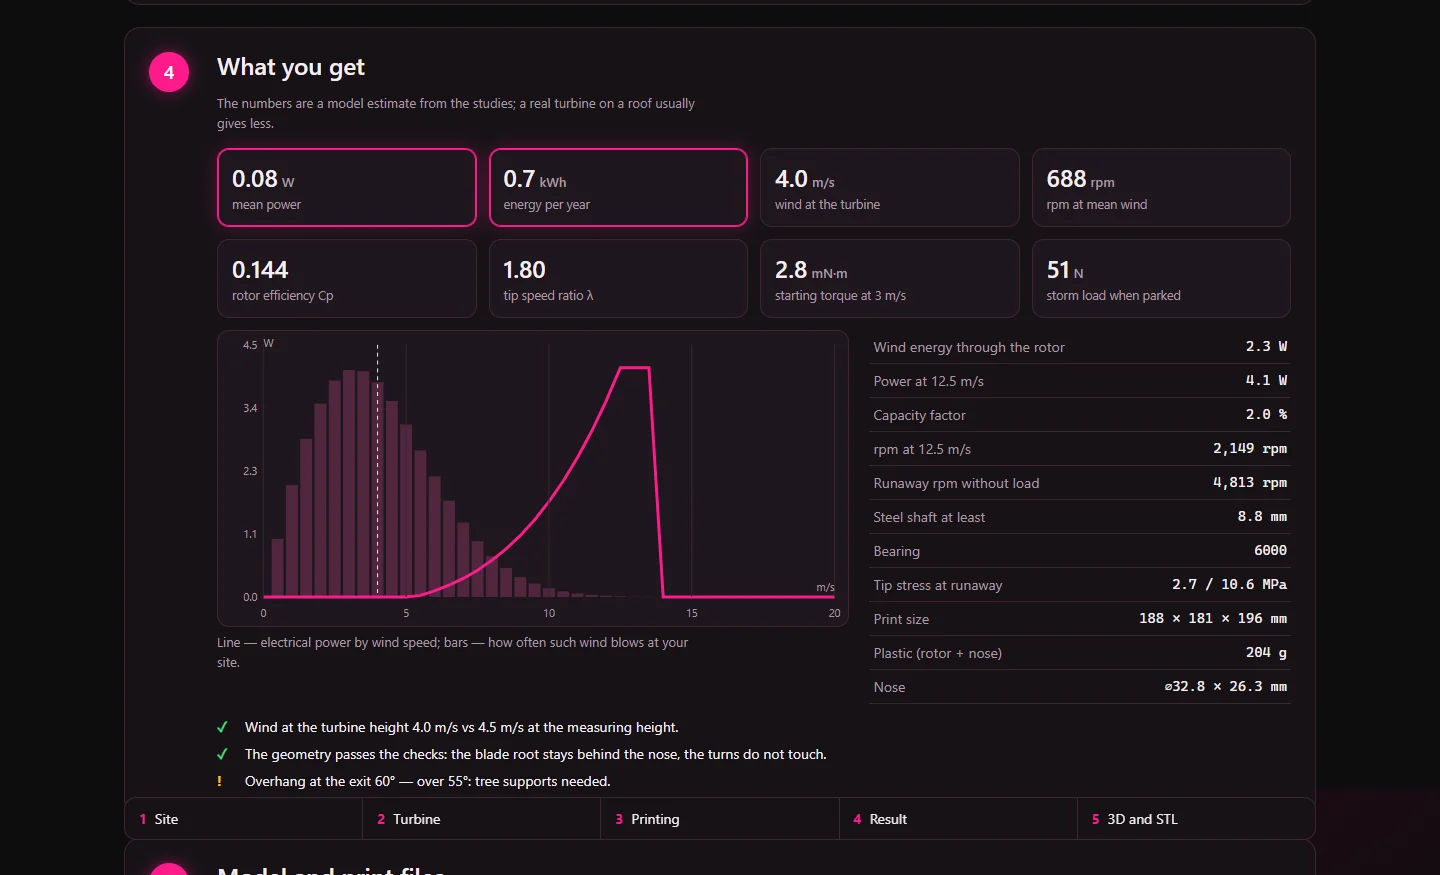 4
What you get
The numbers are a model estimate from the studies; a real turbine on a roof usually
gives less.
0.08 W
mean power
0.7 kWh
energy per year
4.0 m/s
wind at the turbine
688 rpm
rpm at mean wind
0.144
rotor efficiency Cp
1.80
tip speed ratio λ
2.8 mN·m
starting torque at 3 m/s
51 N
storm load when parked
4.5 W
3.4
2.3
1.1
0.0
m/s
0 5 10 15 20
Line — electrical power by wind speed; bars — how often such wind blows at your
site.
Wind energy through the rotor 2.3 W
Power at 12.5 m/s 4.1 W
Capacity factor 2.0 %
rpm at 12.5 m/s 2,149 rpm
Runaway rpm without load 4,813 rpm
Steel shaft at least 8.8 mm
Bearing 6000
Tip stress at runaway 2.7 / 10.6 MPa
Print size 188 × 181 × 196 mm
Plastic (rotor + nose) 204 g
Nose ⌀32.8 × 26.3 mm
✓ Wind at the turbine height 4.0 m/s vs 4.5 m/s at the measuring height.
✓ The geometry passes the checks: the blade root stays behind the nose, the turns do not touch.
! Overhang at the exit 60° — over 55°: tree supports needed.
1 Site
2 Turbine
3 Printing
4 Result
5 3D and STL
Model and print files